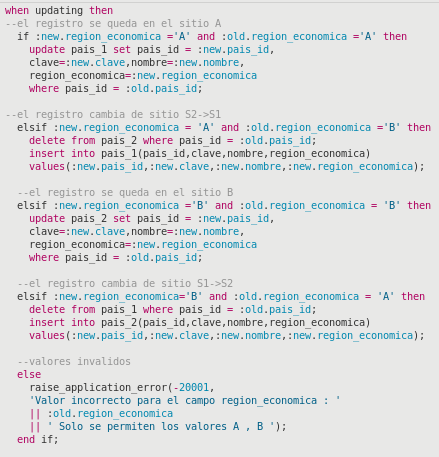 when updating then
--el registro se queda en el sitio A
if :new.region_economica ='A' and :old.region_economica ='A' then
update pais_1 set pais_id = :new.pais_id,
clave=:new.clave,nombre=:new.nombre,
region_economica=:new.region_economica
where pais_id = :old.pais_id;
--el registro cambia de sitio S2->S1
elsif :new.region_economica = 'A' and :old.region_economica ='B' then
delete from pais_2 where pais_id = :old.pais_id;
insert into pais_1(pais_id,clave,nombre,region_economica)
values(:new.pais_id,:new.clave,:new.nombre,:new.region_economica);
--el registro se queda en el sitio B
elsif :new.region_economica ='B' and :old.region_economica = 'B' then
update pais_2 set pais_id = :new.pais_id,
clave=:new.clave,nombre=:new.nombre,
region_economica=:new.region_economica
where pais_id = :old.pais_id;
--el registro cambia de sitio S1->S2
elsif :new.region_economica='B' and :old.region_economica = 'A' then
delete from pais_1 where pais_id = :old.pais_id;
insert into pais_2(pais_id,clave,nombre,region_economica)
values(:new.pais_id,:new.clave,:new.nombre,:new.region_economica);
--valores invalidos
else
raise_application_error(-20001,
'Valor incorrecto para el campo region_economica : '
|| :old.region_economica
|| ' Solo se permiten los valores A , B ');
end if;